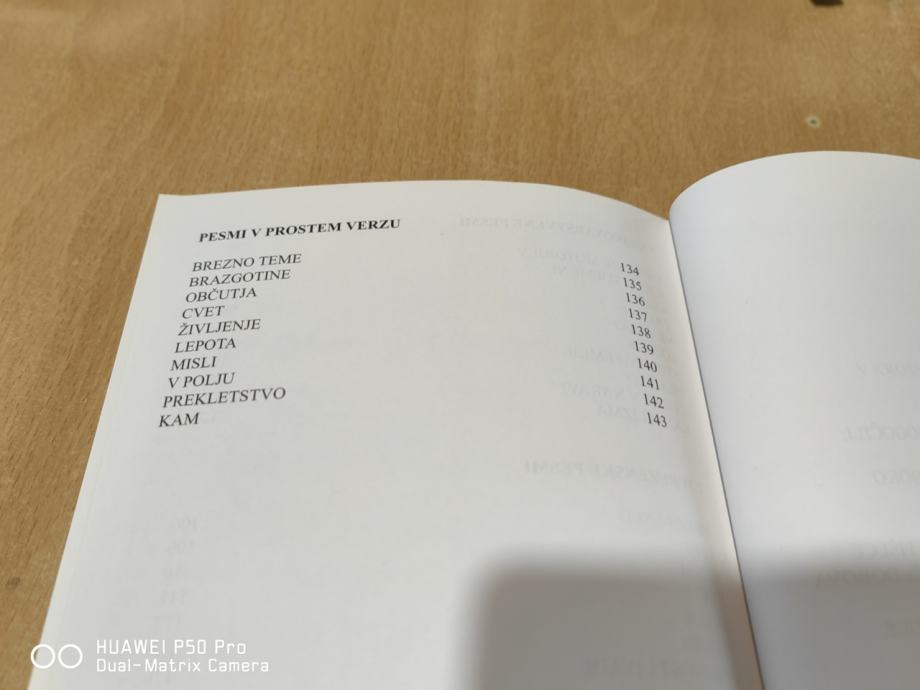 PESMI V PROSTEM VERZU
BREZNO TEME 134
BRAZGOTINE 135
OBČUTJA 136
CVET 137
ŽIVLJENJE 138
LEPOTA 139
MISLI 140
V POLJU 141
PREKLETSTVO 142
KAM 143
HUAWEI P50 Pro
Dual-Matrix Camera